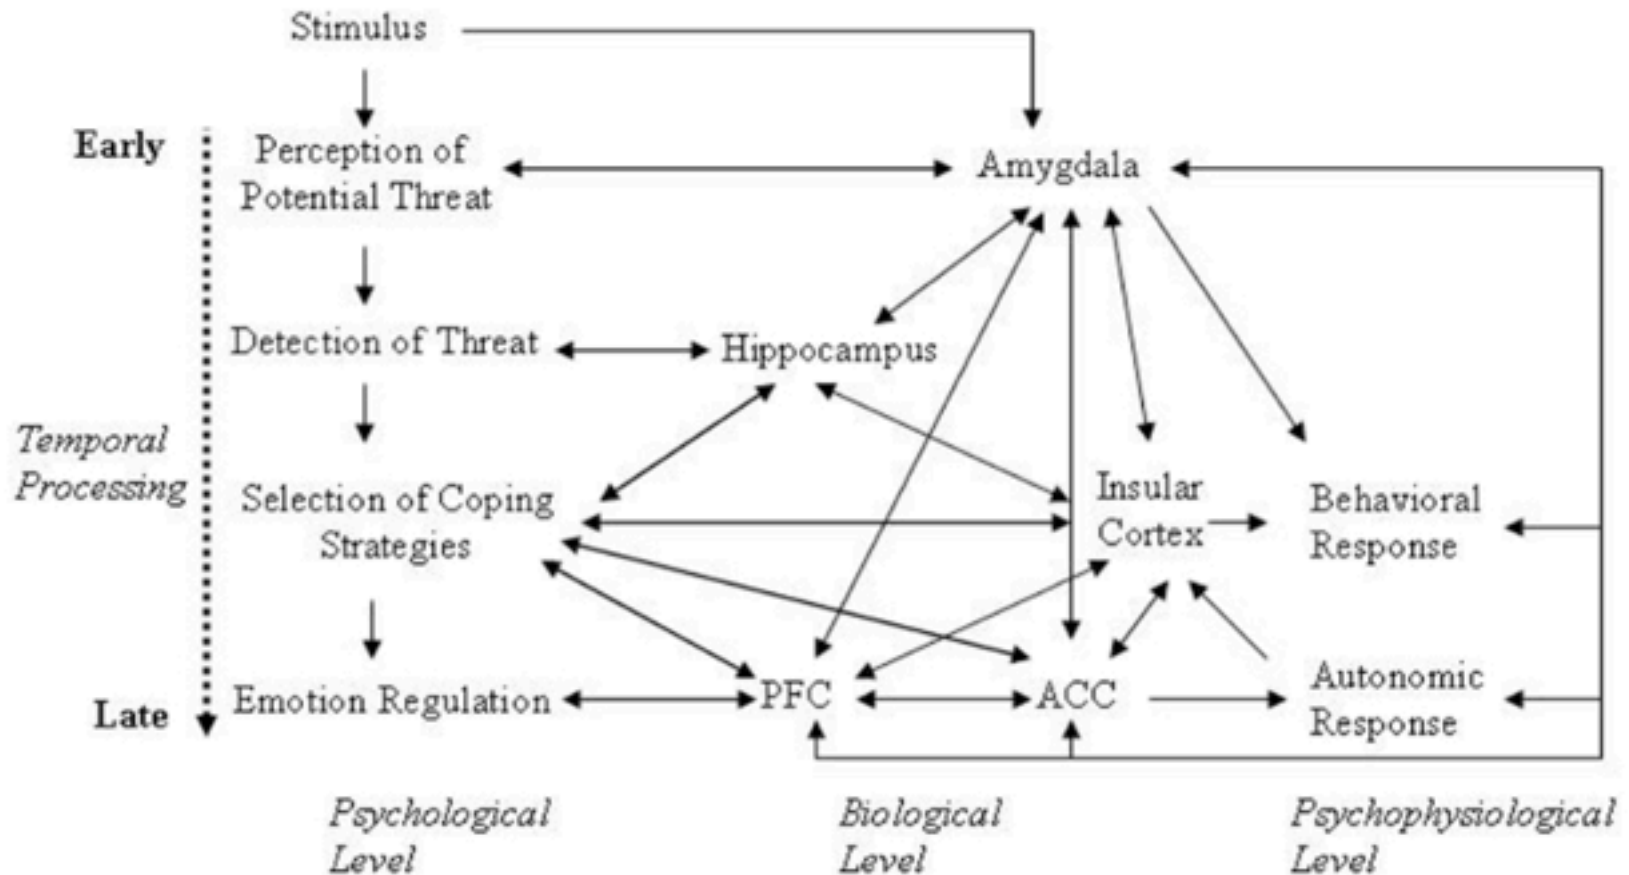 Stimulus
Early
Perception of
Potential Threat
Amygdala
Detection of Threat
Hippocampus
Temporal
Processing
Selection of Coping
Strategies
Insular
Cortex
Behavioral
Response
Late
Emotion Regulation
PFC
ACC
Autonomic
Response
Psychological
Level
Biological
Level
Psychophysiological
Level